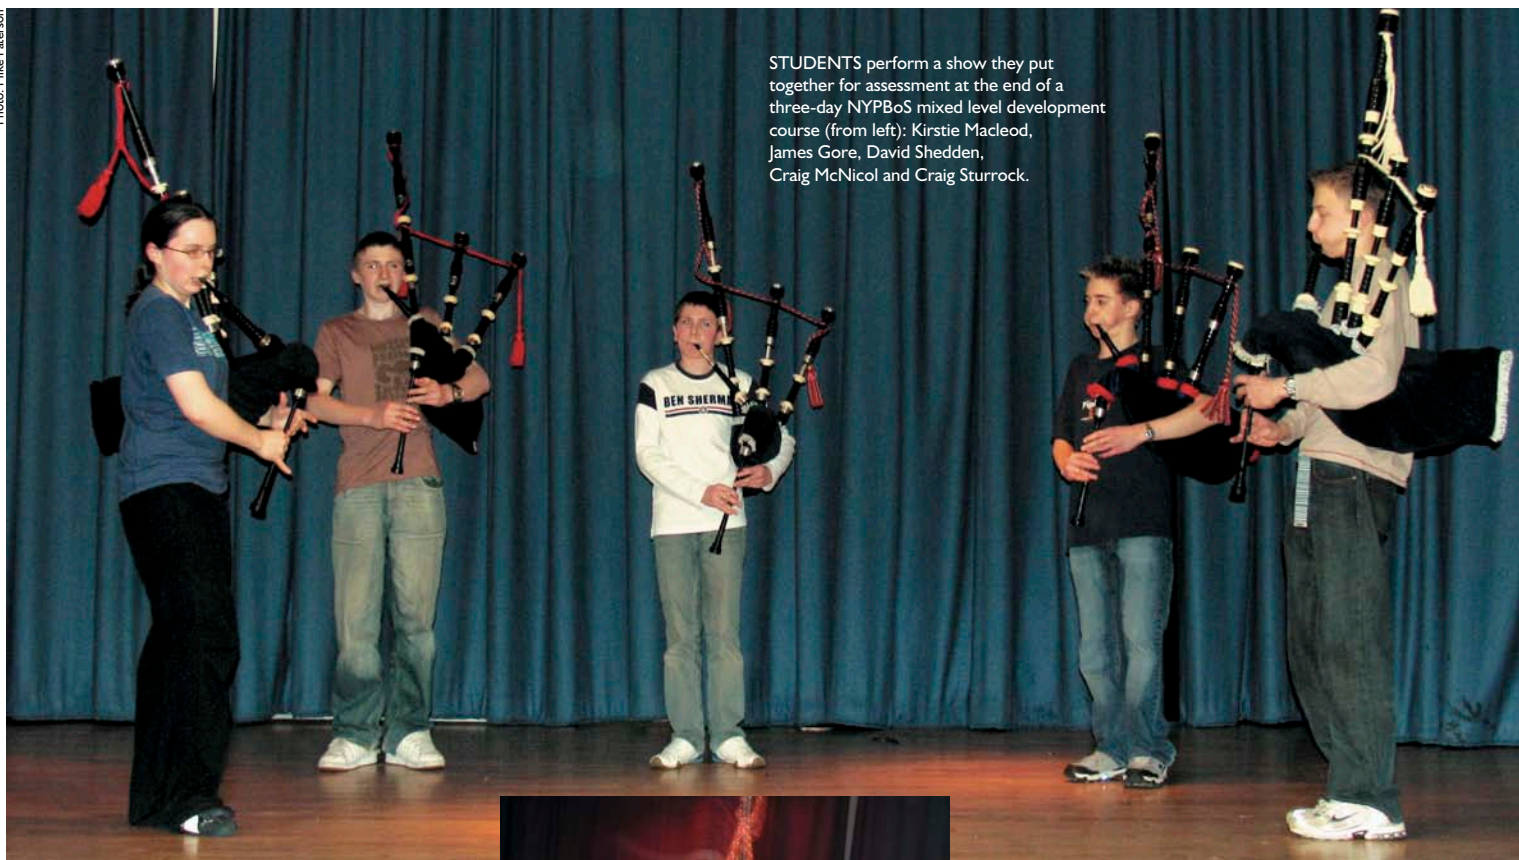 STUDENTS perform a show they put
together for assessment at the end of a
three-day NYPBoS mixed level development
course (from left): Kirstie Macleod,
James Gore, David Shedden,
Craig McNicol and Craig Sturrock.
BEN SHERMA